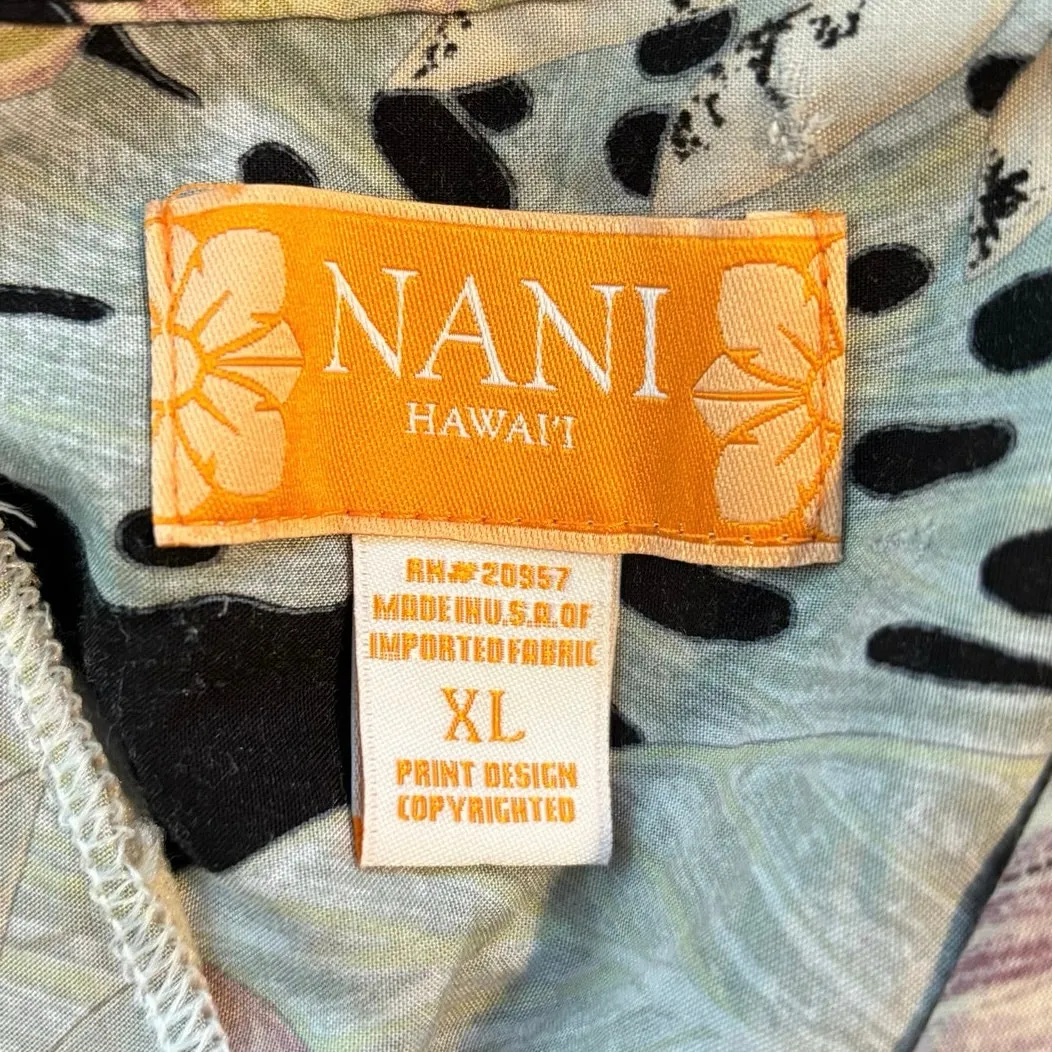 NANI
HAWAI'I
RN#20957
MADE IN U.S.A. OF
IMPORTED FABRIC
XL
PRINT DESIGN
COPYRIGHTED